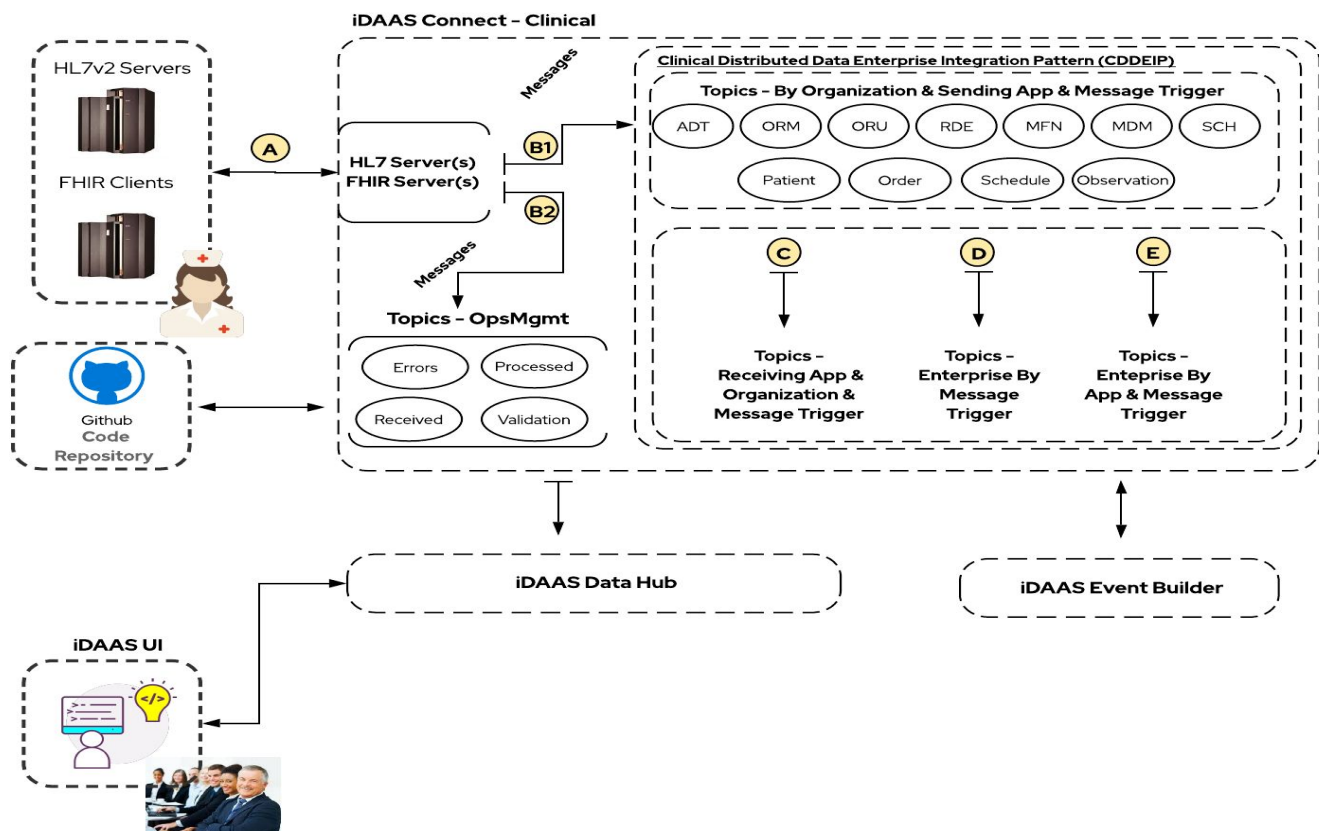 iDAAS Connect – Clinical
HL7v2 Servers
FHIR Clients
A
HL7 Server(s)
FHIR Server(s)
Messages
B1
B2
Messages
Clinical Distributed Data Enterprise Integration Pattern (CDDEIP)
Topics – By Organization & Sending App & Message Trigger
ADT
ORM
ORU
RDE
MFN
MDM
SCH
Patient
Order
Schedule
Observation
C
D
E
Topics –
Receiving App &
Organization &
Message Trigger
Topics –
Enterprise By
Message
Trigger
Topics –
Enteprise By
App & Message
Trigger
Topics – OpsMgmt
Errors
Processed
Received
Validation
Github
Code
Repository
iDAAS Data Hub
iDAAS Event Builder
iDAAS UI
</>